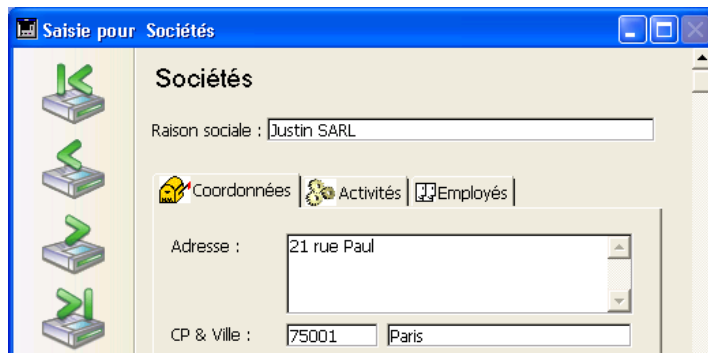 Saisie pour Sociétés
Sociétés
Raison sociale : Justin SARL
Coordonnées Activités Employés
Adresse : 21 rue Paul
CP & Ville : 75001 Paris